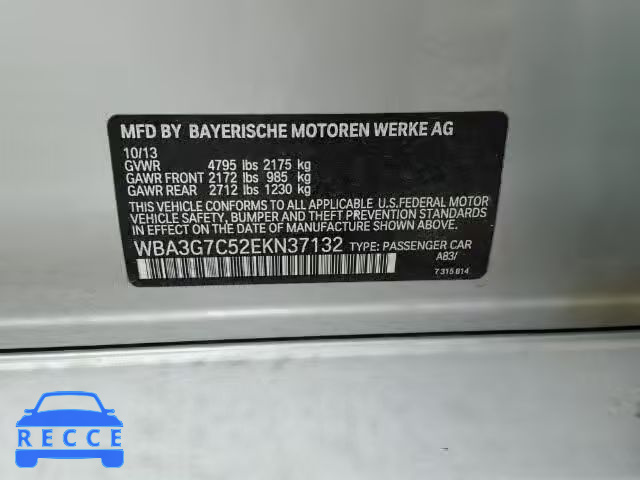 MFD BY BAYERISCHE MOTOREN WERKE AG
10/13
GVWR 4795 lbs 2175 kg
GAWR FRONT 2172 lbs 985 kg
GAWR REAR 2712 lbs 1230 kg
THIS VEHICLE CONFORMS TO ALL APPLICABLE U.S.FEDERAL MOTOR
VEHICLE SAFETY, BUMPER AND THEFT PREVENTION STANDARDS
IN EFFECT ON THE DATE OF MANUFACTURE SHOWN ABOVE.
WBA3G7C52EKN37132 TYPE: PASSENGER CAR
A83/
7 315 614
RECCE